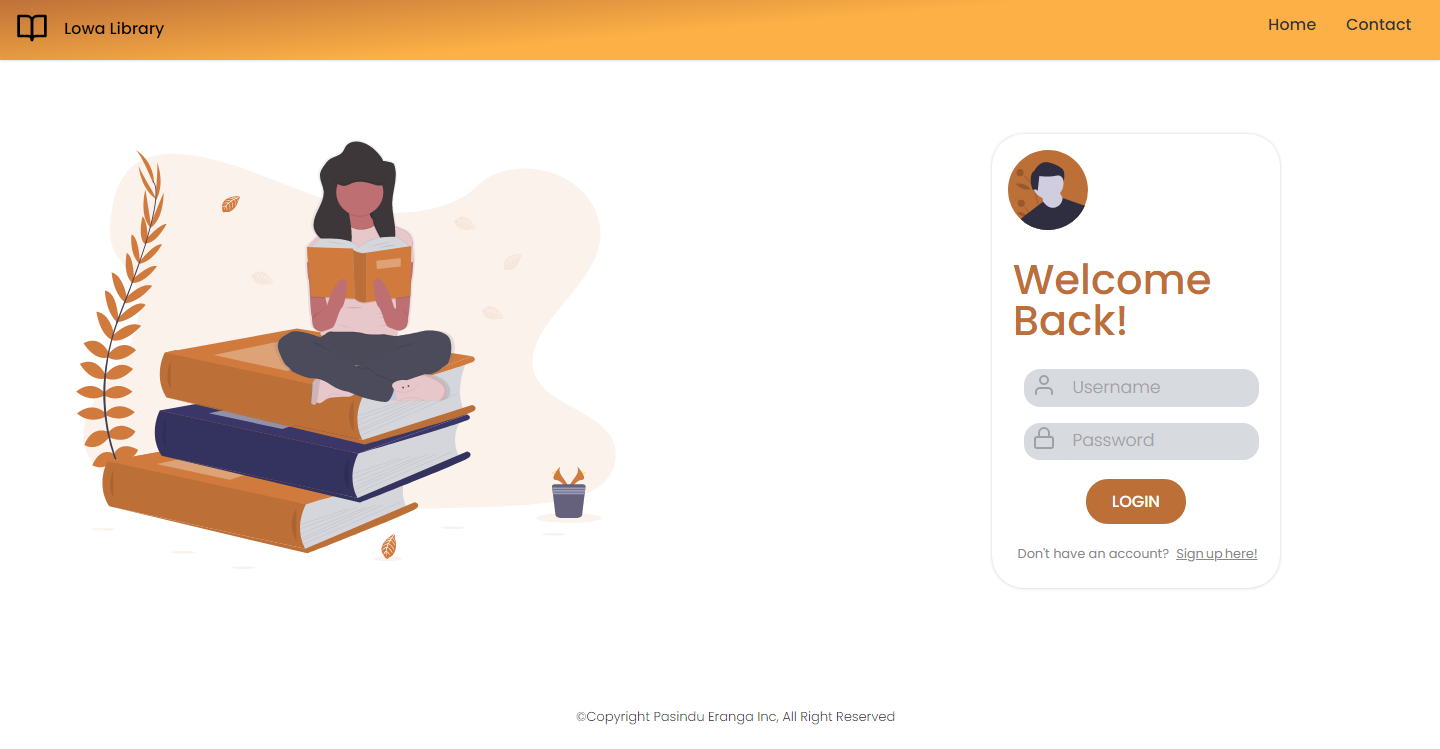 Lowa Library
Home
Contact
Welcome
Back!
Username
Password
LOGIN
Don't have an account? Sign up here!
©Copyright Pasindu Eranga Inc, All Right Reserved